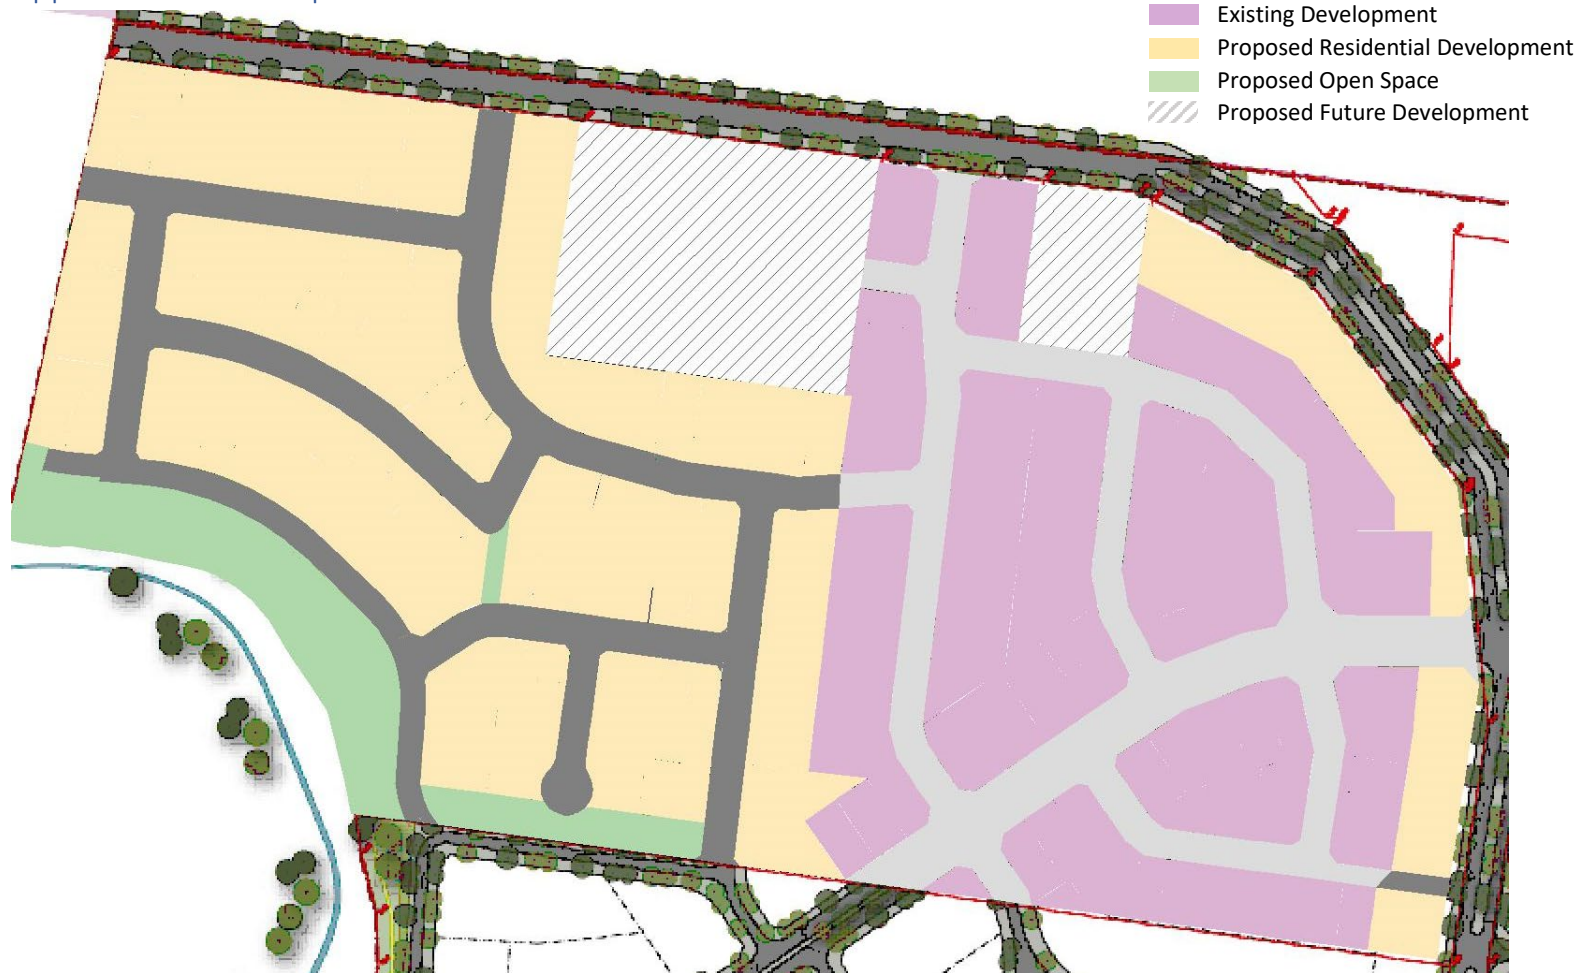 Existing Development
Proposed Residential Development
Proposed Open Space
Proposed Future Development